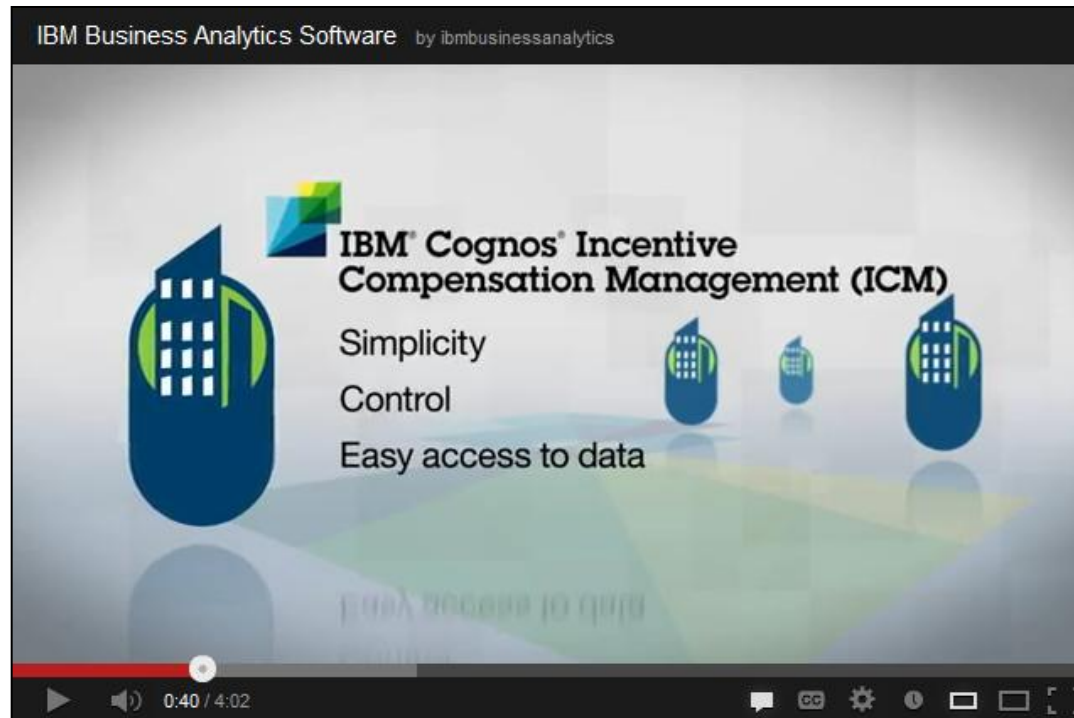 IBM Business Analytics Software by ibmbusinessanalytics
IBM® Cognos® Incentive
Compensation Management (ICM)
Simplicity
Control
Easy access to data
0:40 / 4:02
CC